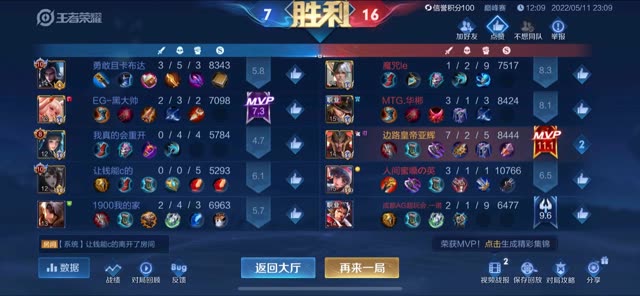 王者荣耀
7 胜利 16
信誉积分100 巅峰赛 12:09 2022/05/11 23:09
加好友 点赞 不想同队 举报
勇敢且卡布达 3 / 5 / 3 8343 5.8
魔咒le 1 / 2 / 9 7517 8.3
EG-黑大帅 2 / 3 / 2 7098 MVP 7.3
MTG.华彬 3 / 1 / 3 8424 8.1
我真的会重开 0 / 4 / 4 5784 4.7
边路皇帝亚辉 7 / 2 / 5 8444 MVP 11.1 2
让钱能c的 0 / 0 / 5 5293 6.1
3 / 1 / 1 10766 6.5
1900我的家 2 / 4 / 3 6963 5.7
2 / 2 / 9 6477 9.6
房间 【系统】让钱能c的离开了房间
荣获MVP！点击生成精彩集锦
数据 战绩 对局回顾 Bug 反馈 返回大厅 再来一局 视频战报 2 保存回放 对局攻略 分享